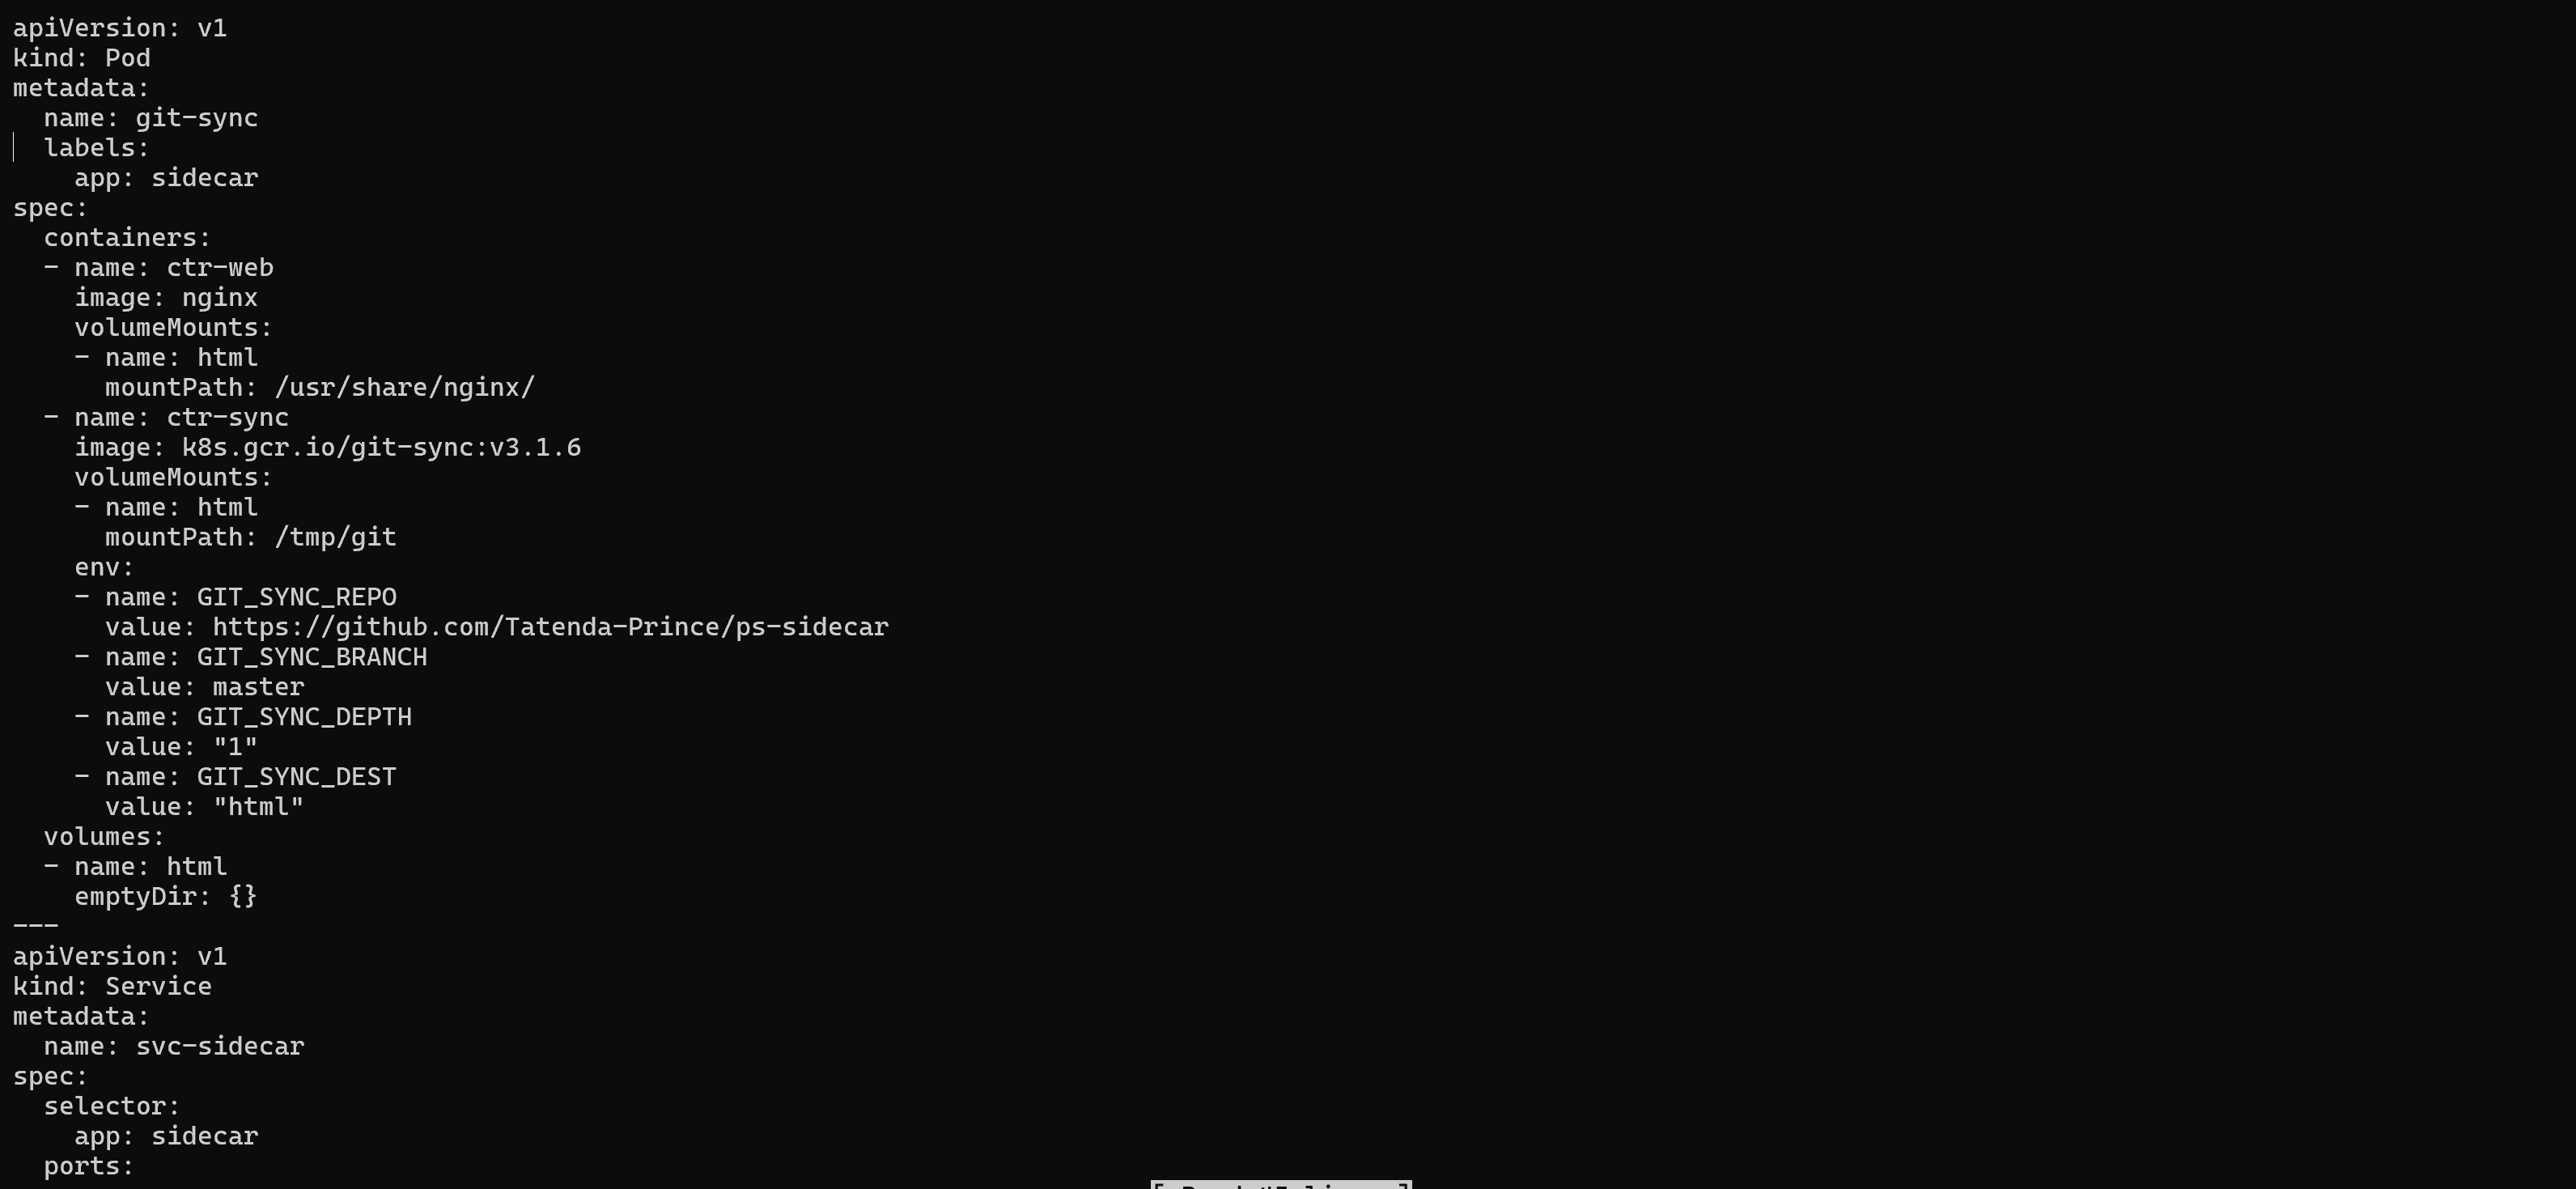 apiVersion: v1
kind: Pod
metadata:
  name: git-sync
  labels:
    app: sidecar
spec:
  containers:
  - name: ctr-web
    image: nginx
    volumeMounts:
    - name: html
      mountPath: /usr/share/nginx/
  - name: ctr-sync
    image: k8s.gcr.io/git-sync:v3.1.6
    volumeMounts:
    - name: html
      mountPath: /tmp/git
    env:
    - name: GIT_SYNC_REPO
      value: https://github.com/Tatenda-Prince/ps-sidecar
    - name: GIT_SYNC_BRANCH
      value: master
    - name: GIT_SYNC_DEPTH
      value: "1"
    - name: GIT_SYNC_DEST
      value: "html"
  volumes:
  - name: html
    emptyDir: {}
---
apiVersion: v1
kind: Service
metadata:
  name: svc-sidecar
spec:
  selector:
    app: sidecar
  ports: